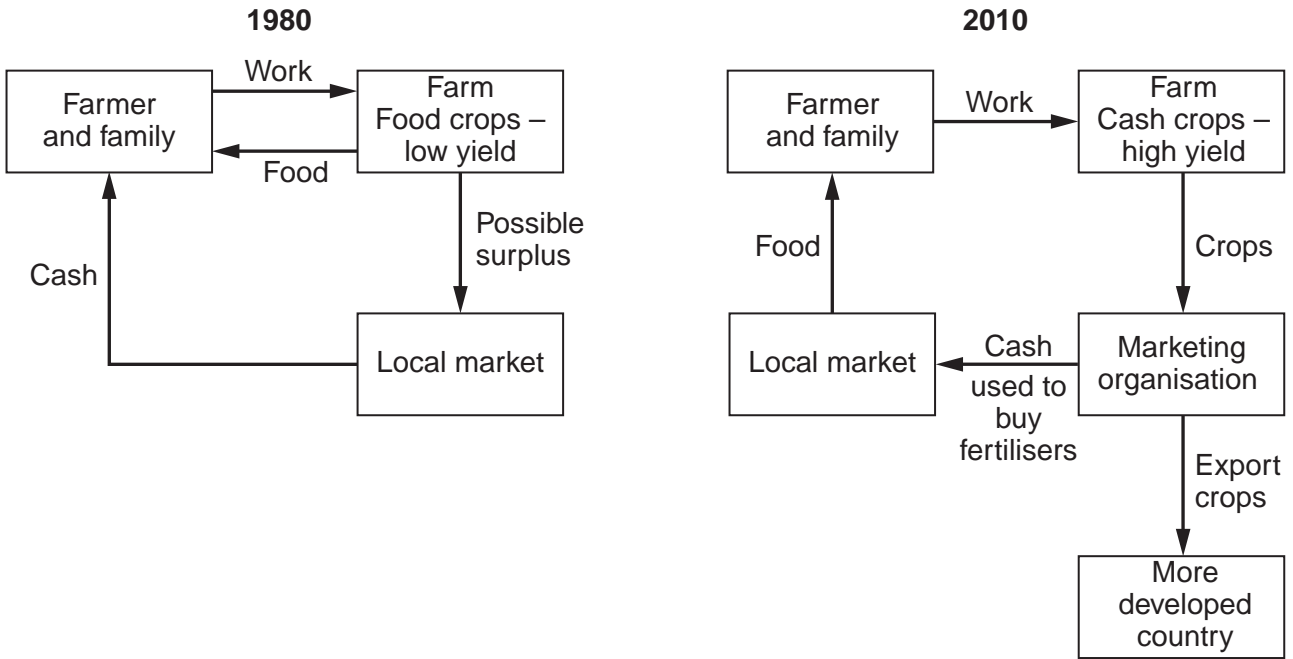 1980
Work
Farmer
and family
Farm
Food crops –
low yield
Food
Possible
surplus
Cash
Local market
2010
Farmer
and family
Work
Farm
Cash crops –
high yield
Food
Crops
Local market
Cash
used to
buy
fertilisers
Marketing
organisation
Export
crops
More
developed
country